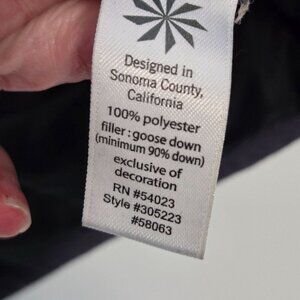 Designed in
Sonoma County,
California
100% polyester
filler : goose down
(minimum 90% down)
exclusive of
decoration
RN #54023
Style #305223
#58063